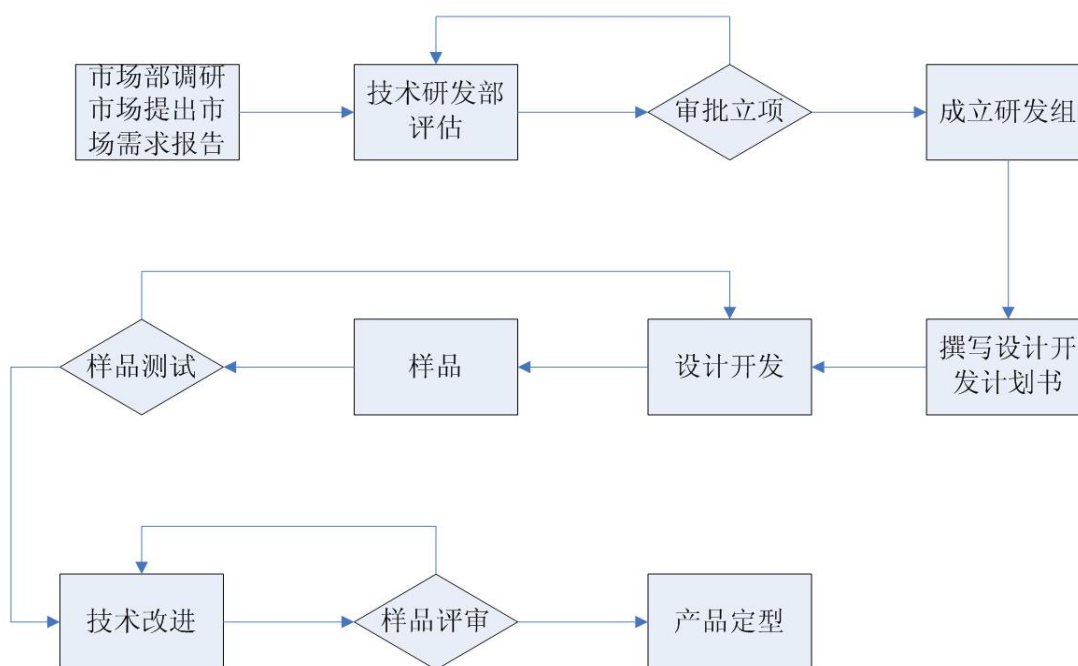 市场部调研
市场提出市
场需求报告
技术研发部
评估
审批立项
成立研发组
撰写设计开
发计划书
设计开发
样品
样品测试
技术改进
样品评审
产品定型